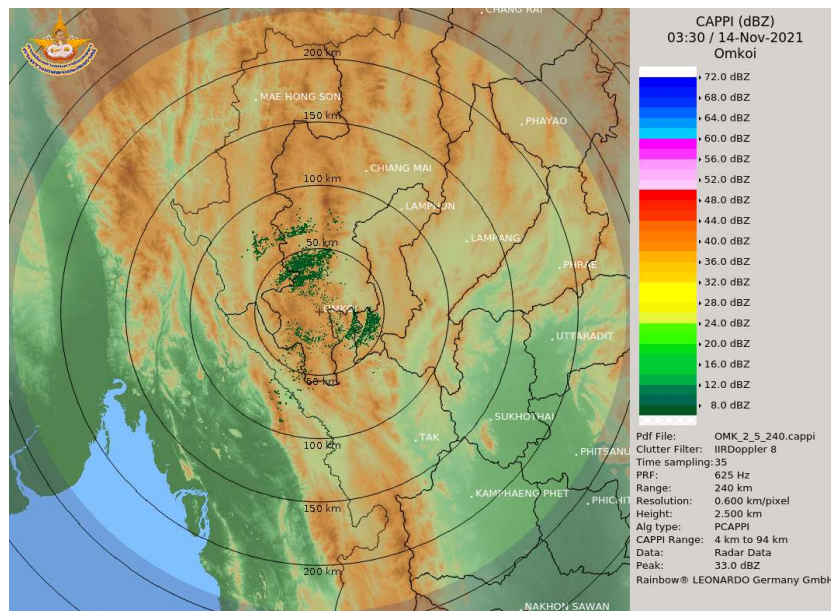 CHANG RAI
200 km
MAE HONG SON
150 km
PHAYAO
CHIANG MAI
100 km
LAMPHUN
LAMPANG
50 km
PHRAE
OMKOI
UTTARADIT
50 km
SUKHOTHAI
TAK
100 km
PHITSANU
KAMPHAENG PHET
PHICHIT
150 km
200 km
NAKHON SAWAN
CAPPI (dBZ)
03:30 / 14-Nov-2021
Omkoi
72.0 dBZ
68.0 dBZ
64.0 dBZ
60.0 dBZ
56.0 dBZ
52.0 dBZ
48.0 dBZ
44.0 dBZ
40.0 dBZ
36.0 dBZ
32.0 dBZ
28.0 dBZ
24.0 dBZ
20.0 dBZ
16.0 dBZ
12.0 dBZ
8.0 dBZ
Pdf File: OMK_2_5_240.cappi
Clutter Filter: IIRDoppler 8
Time sampling: 35
PRF: 625 Hz
Range: 240 km
Resolution: 0.600 km/pixel
Height: 2.500 km
Alg type: PCAPPI
CAPPI Range: 4 km to 94 km
Data: Radar Data
Peak: 33.0 dBZ
Rainbow® LEONARDO Germany GmbH